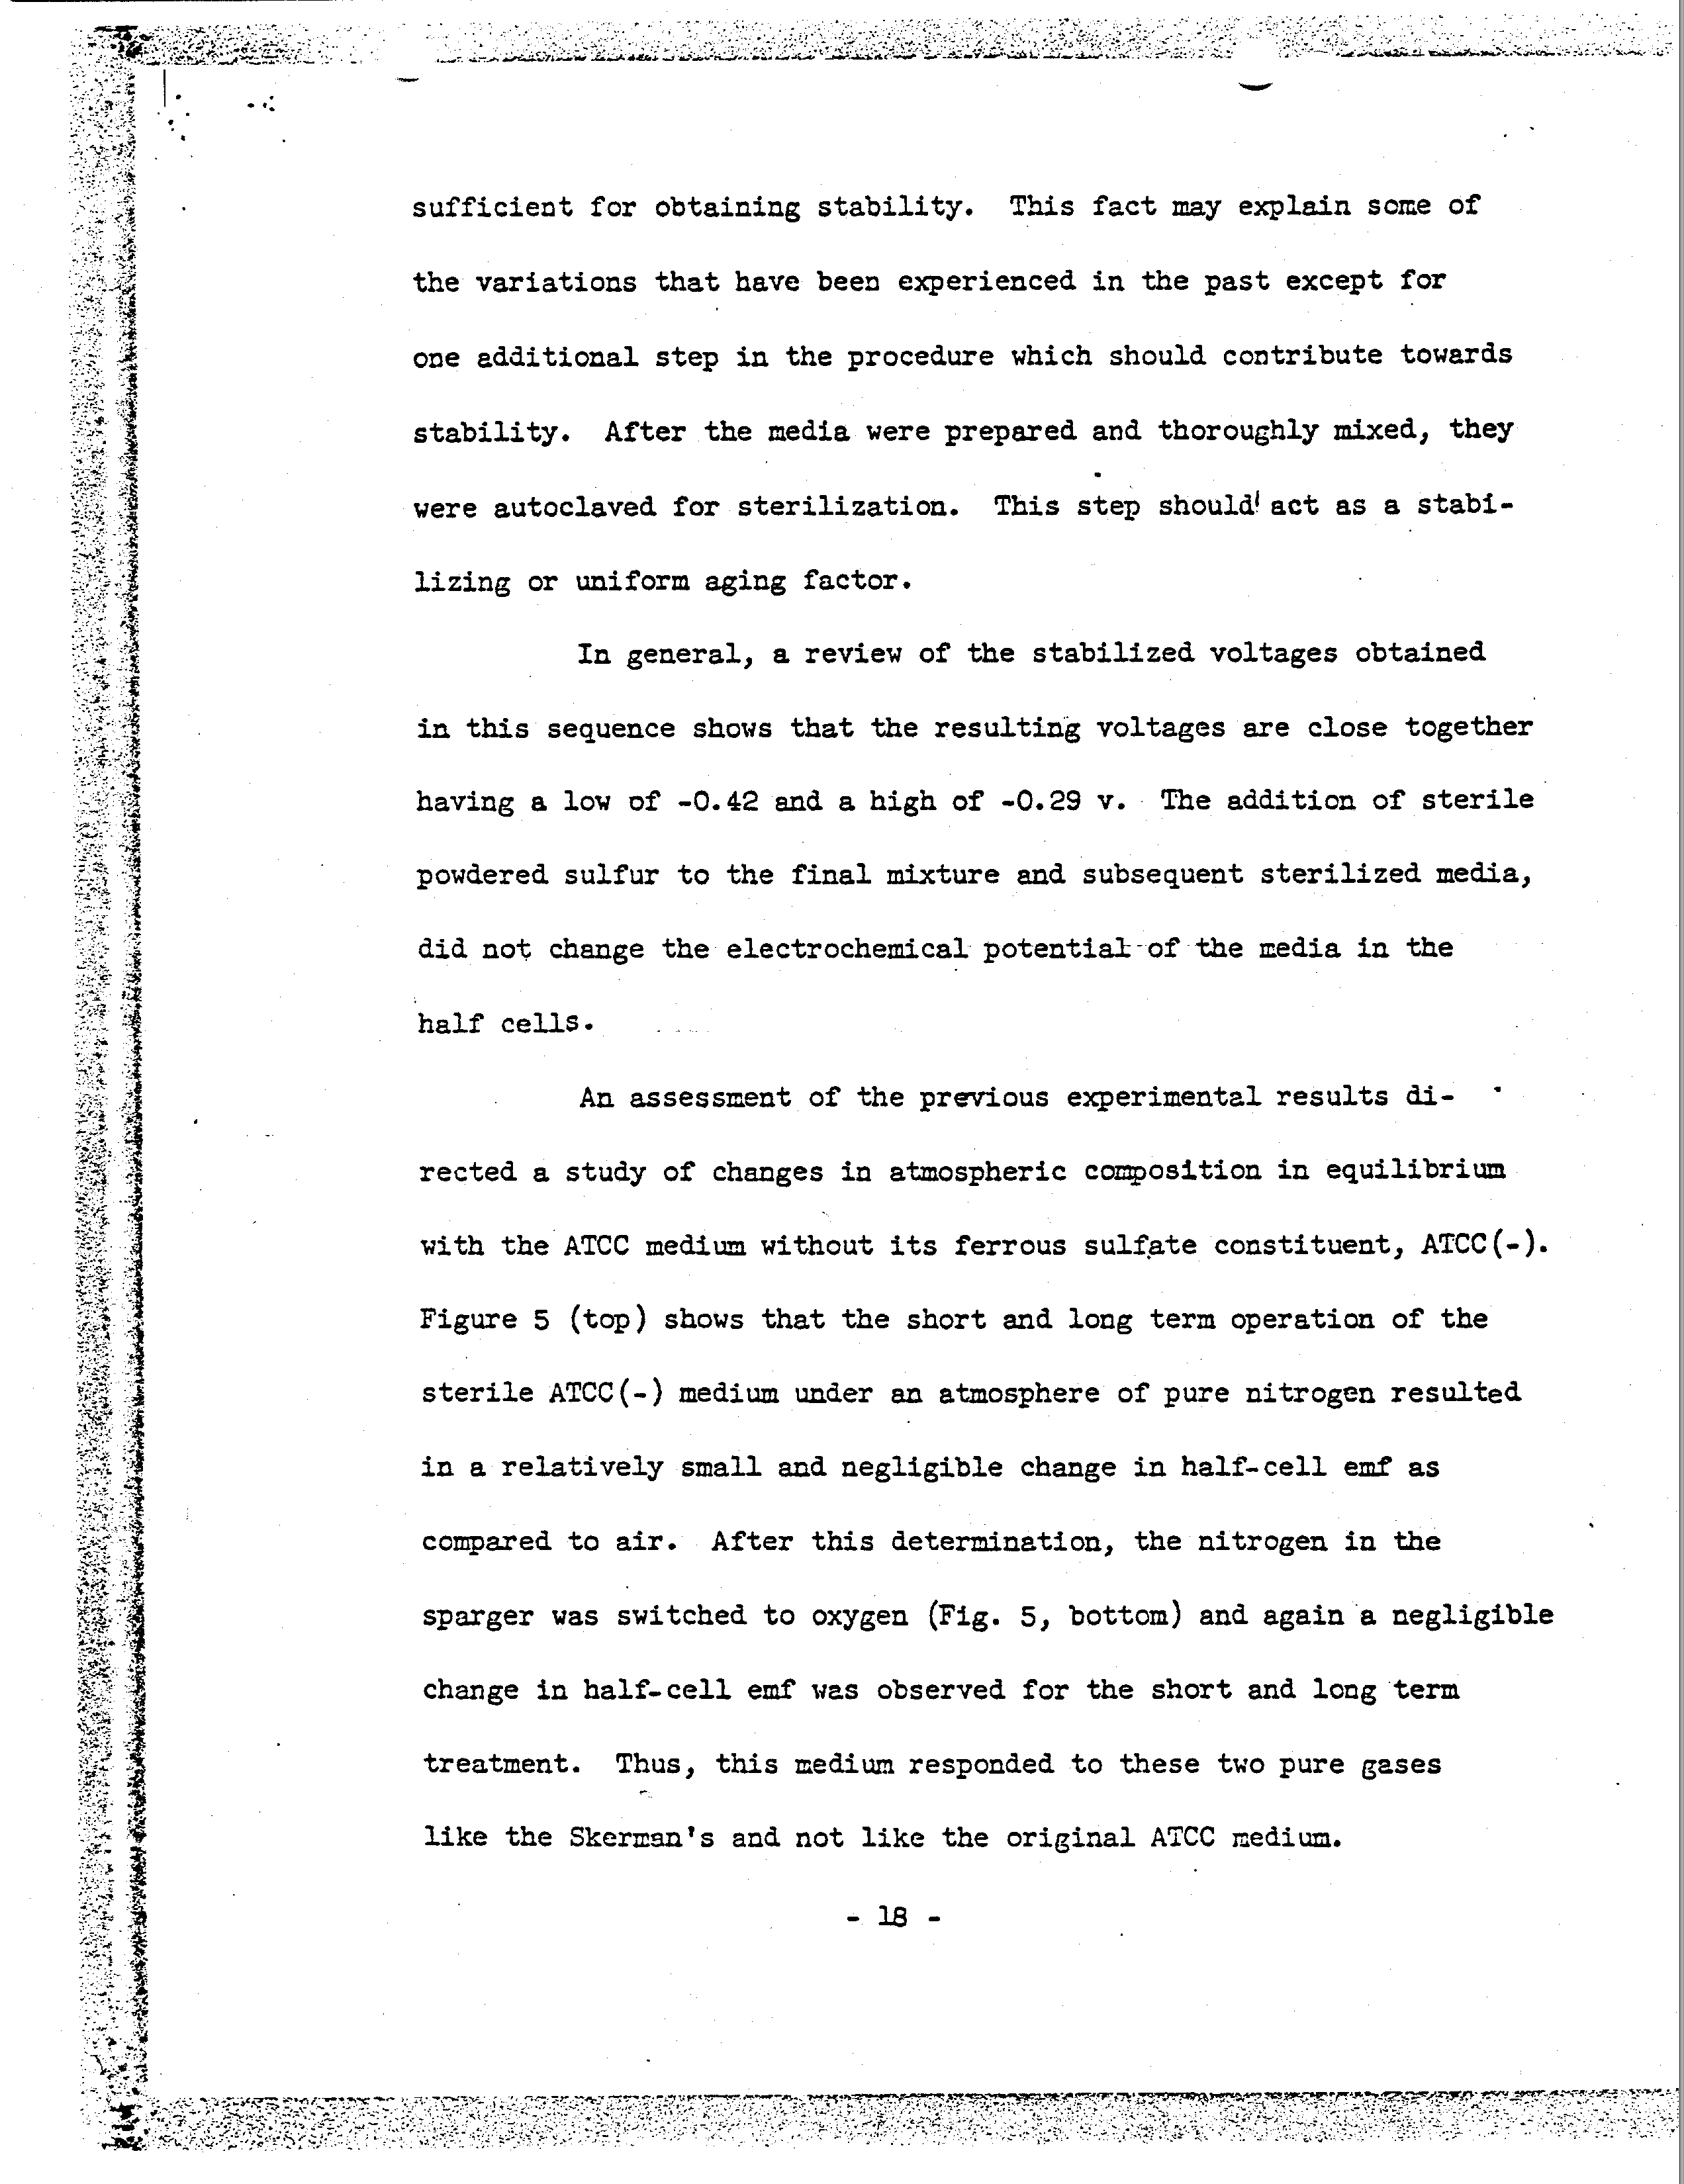 sufficient for obtaining stability. This fact may explain some of
the variations that have been experienced in the past except for
one additional step in the procedure which should contribute towards
stability. After the media were prepared and thoroughly mixed, they
were autoclaved for sterilization. This step should act as a stabi-
lizing or uniform aging factor.
In general, a review of the stabilized voltages obtained
in this sequence shows that the resulting voltages are close together
having a low of -0.42 and a high of -0.29 v. The addition of sterile
powdered sulfur to the final mixture and subsequent sterilized media,
did not change the electrochemical potential of the media in the
half cells.
An assessment of the previous experimental results di-
rected a study of changes in atmospheric composition in equilibrium
with the ATCC medium without its ferrous sulfate constituent, ATCC(-).
Figure 5 (top) shows that the short and long term operation of the
sterile ATCC(-) medium under an atmosphere of pure nitrogen resulted
in a relatively small and negligible change in half-cell emf as
compared to air. After this determination, the nitrogen in the
sparger was switched to oxygen (Fig. 5, bottom) and again a negligible
change in half-cell emf was observed for the short and long term
treatment. Thus, this medium responded to these two pure gases
like the Skerman's and not like the original ATCC medium.
- 18 -